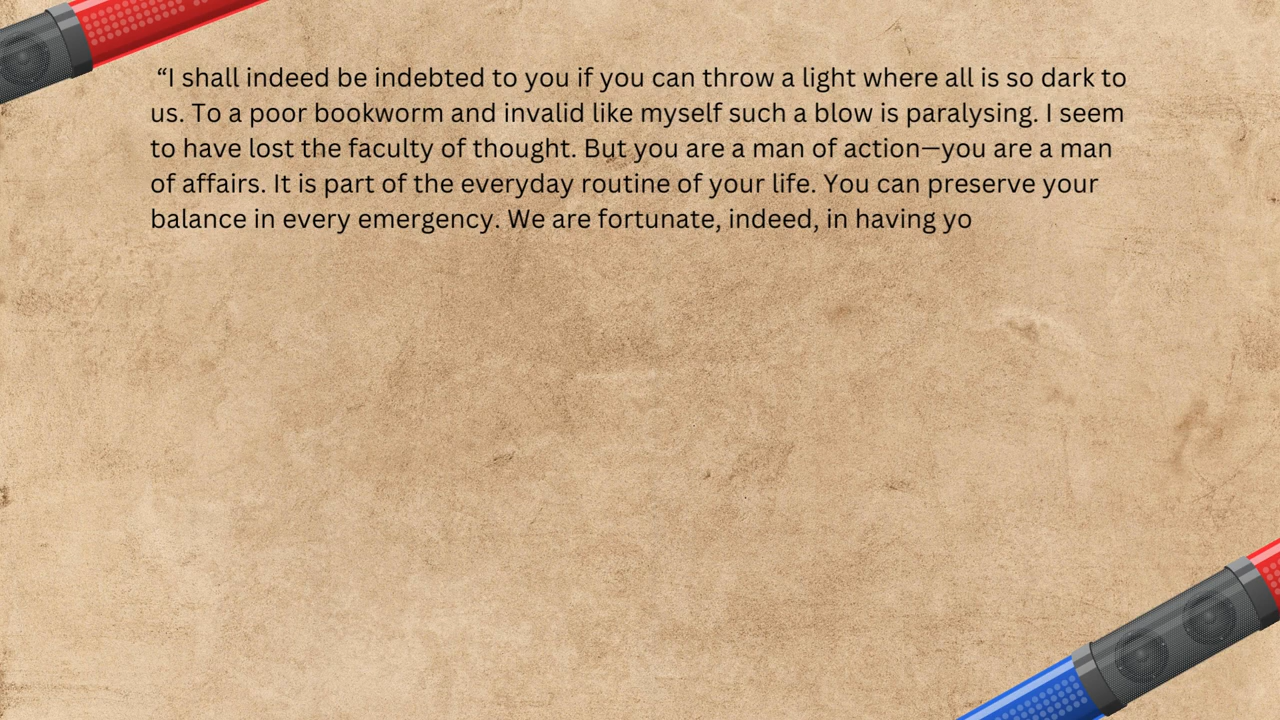 “I shall indeed be indebted to you if you can throw a light where all is so dark to
us. To a poor bookworm and invalid like myself such a blow is paralysing. I seem
to have lost the faculty of thought. But you are a man of action—you are a man
of affairs. It is part of the everyday routine of your life. You can preserve your
balance in every emergency. We are fortunate, indeed, in having yo